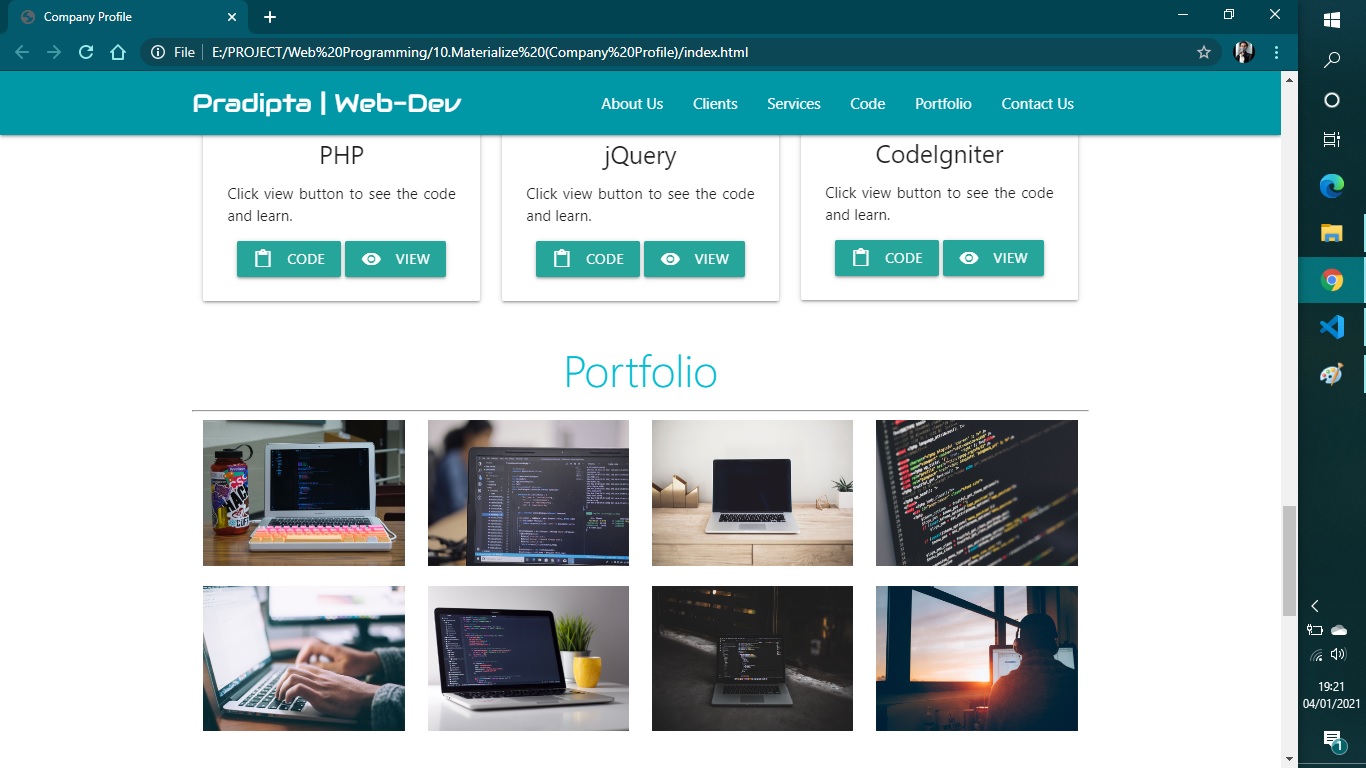 Company Profile
File
E:/PROJECT/Web%20Programming/10.Materialize%20(Company%20Profile)/index.html
Pradipta | Web-Dev
About Us
Clients
Services
Code
Portfolio
Contact Us
PHP
Click view button to see the code
and learn.
CODE
VIEW
jQuery
Click view button to see the code
and learn.
CODE
VIEW
CodeIgniter
Click view button to see the code
and learn.
CODE
VIEW
Portfolio
19:21
04/01/2021
1